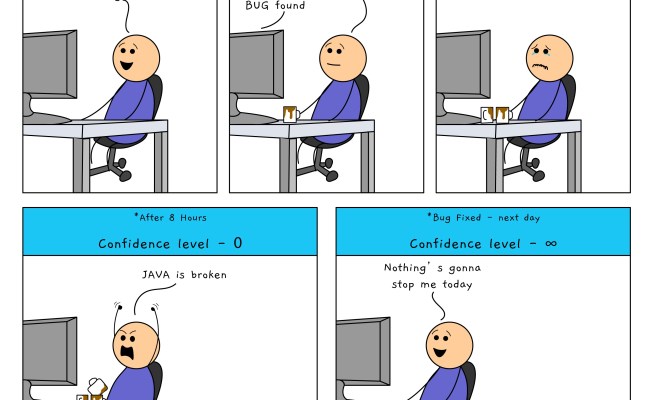 BUG found
*After 8 Hours
Confidence level - 0
JAVA is broken
*Bug Fixed - next day
Confidence level - ∞
Nothing's gonna
stop me today